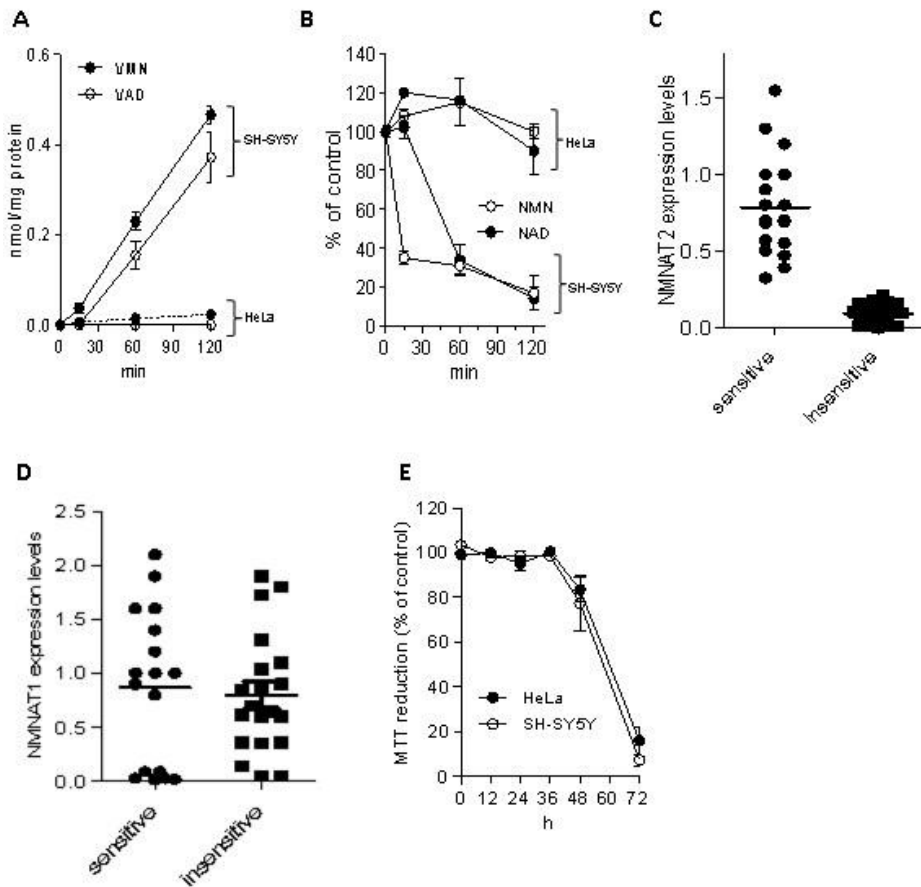 A
0.6
0.4
0.2
0.0
nmol/mg protein
VMN
VAD
SH-SY5Y
HeLa
0 30 60 90 120
min
B
140
120
100
80
60
40
20
0
% of control
HeLa
NMN
NAD
SH-SY5Y
0 30 60 90 120
min
C
1.5
1.0
0.5
0.0
NMNAT2 expression levels
sensitive
Insensitive
D
2.5
2.0
1.5
1.0
0.5
0.0
NMNAT1 expression levels
sensitive
insensitive
E
120
100
80
60
40
20
0
MTT reduction (% of control)
HeLa
SH-SY5Y
0 12 24 36 48 60 72
h